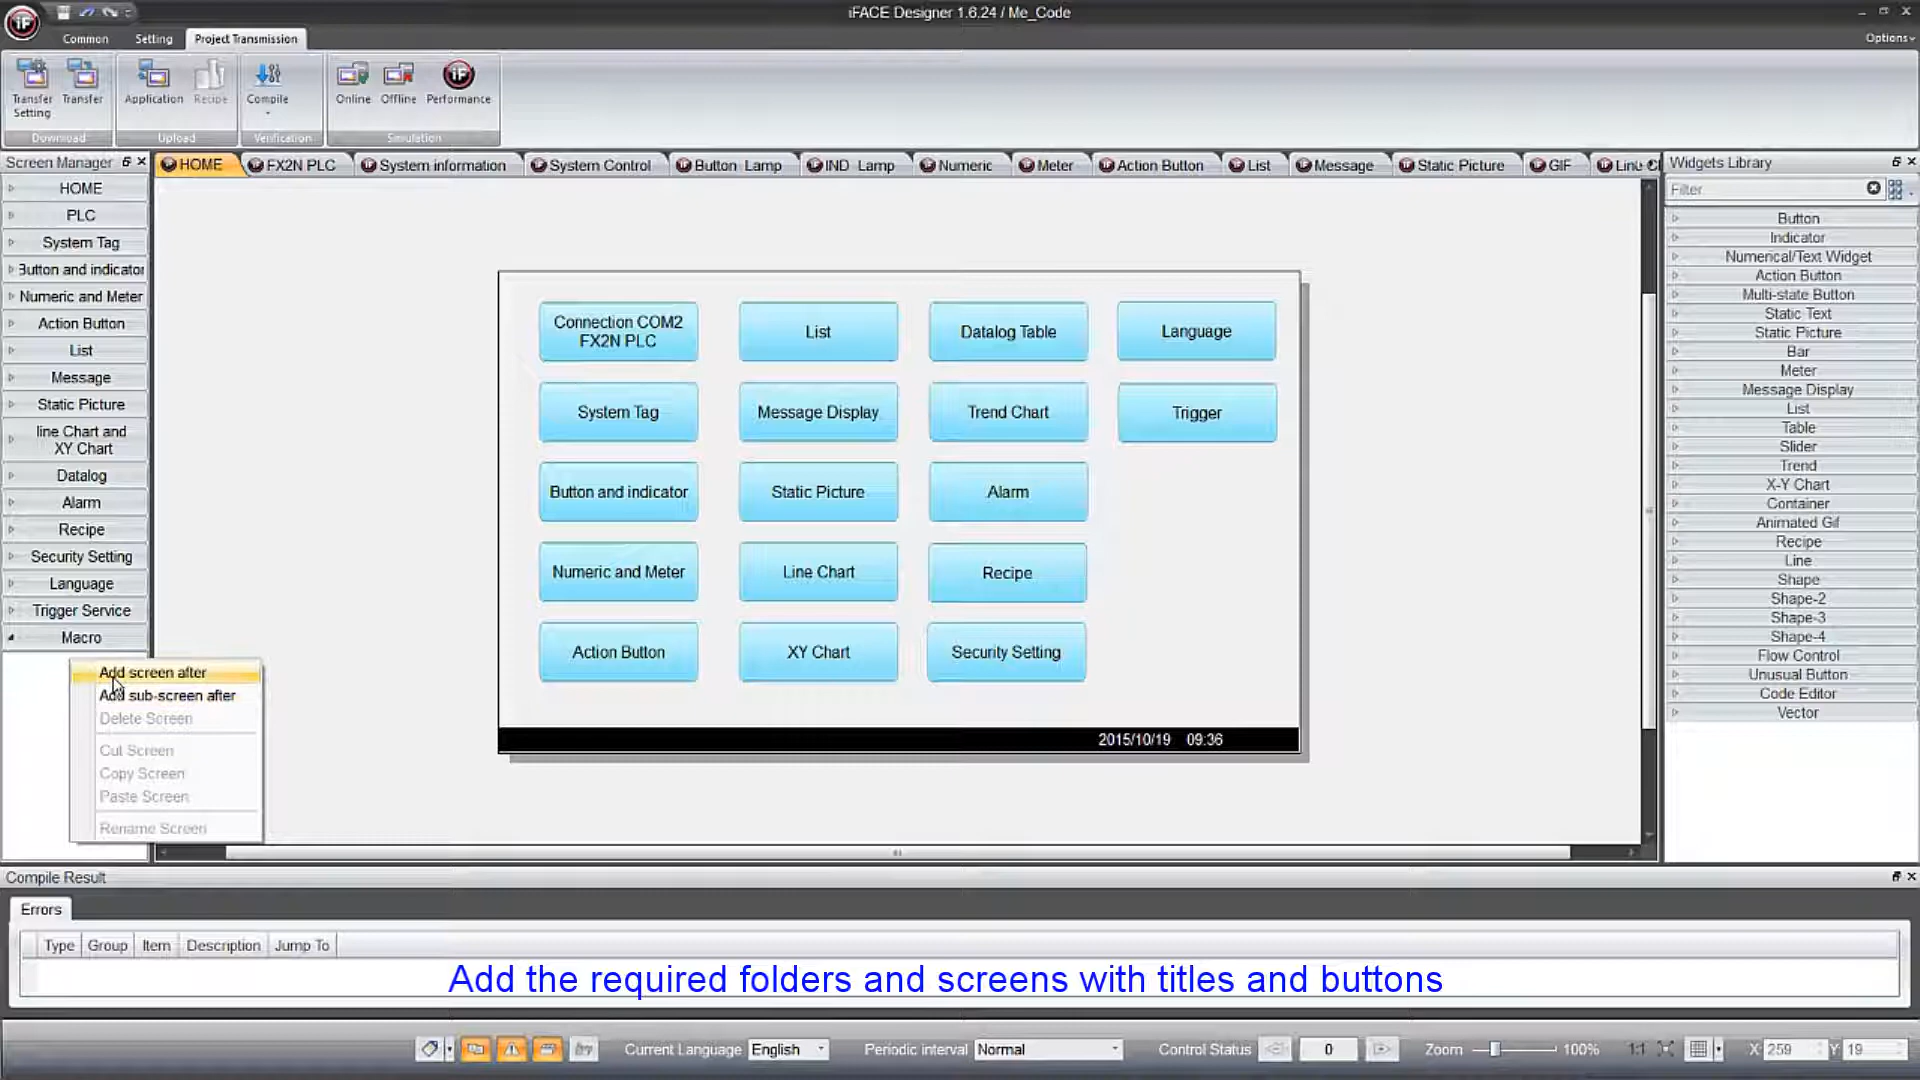 iFACE Designer 1.6.24 / Me_Code
Common
Setting
Project Transmission
Options
Transfer Setting
Transfer
Application
Recipe
Compile
Online
Offline
Performance
Download
Upload
Verification
Simulation
Screen Manager
HOME
FX2N PLC
System information
System Control
Button Lamp
IND Lamp
Numeric
Meter
Action Button
List
Message
Static Picture
GIF
Widgets Library
Filter
HOME
PLC
System Tag
Button and indicator
Numeric and Meter
Action Button
List
Message
Static Picture
line Chart and
XY Chart
Datalog
Alarm
Recipe
Security Setting
Language
Trigger Service
Macro
Add screen after
Add sub-screen after
Delete Screen
Cut Screen
Copy Screen
Paste Screen
Rename Screen
Connection COM2
FX2N PLC
List
Datalog Table
Language
System Tag
Message Display
Trend Chart
Trigger
Button and indicator
Static Picture
Alarm
Numeric and Meter
Line Chart
Recipe
Action Button
XY Chart
Security Setting
2015/10/19 09:36
Button
Indicator
Numerical/Text Widget
Action Button
Multi-state Button
Static Text
Static Picture
Bar
Meter
Message Display
List
Table
Slider
Trend
X-Y Chart
Container
Animated Gif
Recipe
Line
Shape
Shape-2
Shape-3
Shape-4
Flow Control
Unusual Button
Code Editor
Vector
Compile Result
Errors
Type Group Item Description Jump To
Add the required folders and screens with titles and buttons
Current Language English Periodic interval Normal Control Status 0 Zoom 100% 1:1 X: 259 Y: 19